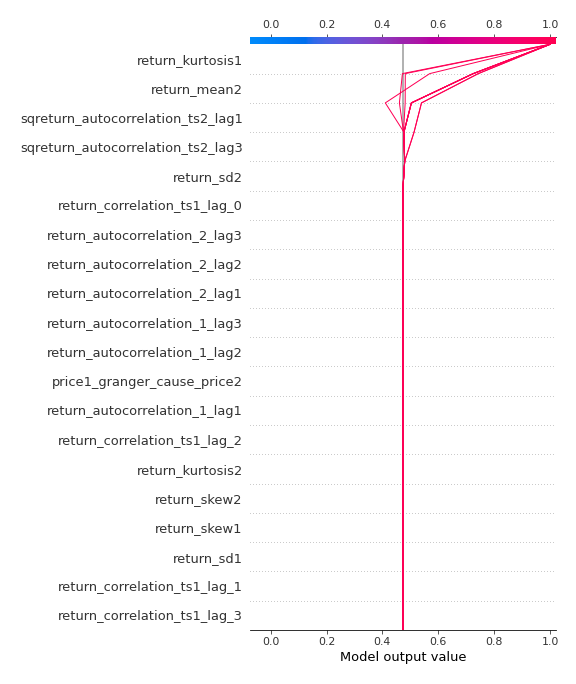 0.0 0.2 0.4 0.6 0.8 1.0
return_kurtosis1
return_mean2
sqreturn_autocorrelation_ts2_lag1
sqreturn_autocorrelation_ts2_lag3
return_sd2
return_correlation_ts1_lag_0
return_autocorrelation_2_lag3
return_autocorrelation_2_lag2
return_autocorrelation_2_lag1
return_autocorrelation_1_lag3
return_autocorrelation_1_lag2
price1_granger_cause_price2
return_autocorrelation_1_lag1
return_correlation_ts1_lag_2
return_kurtosis2
return_skew2
return_skew1
return_sd1
return_correlation_ts1_lag_1
return_correlation_ts1_lag_3
0.0 0.2 0.4 0.6 0.8 1.0
Model output value